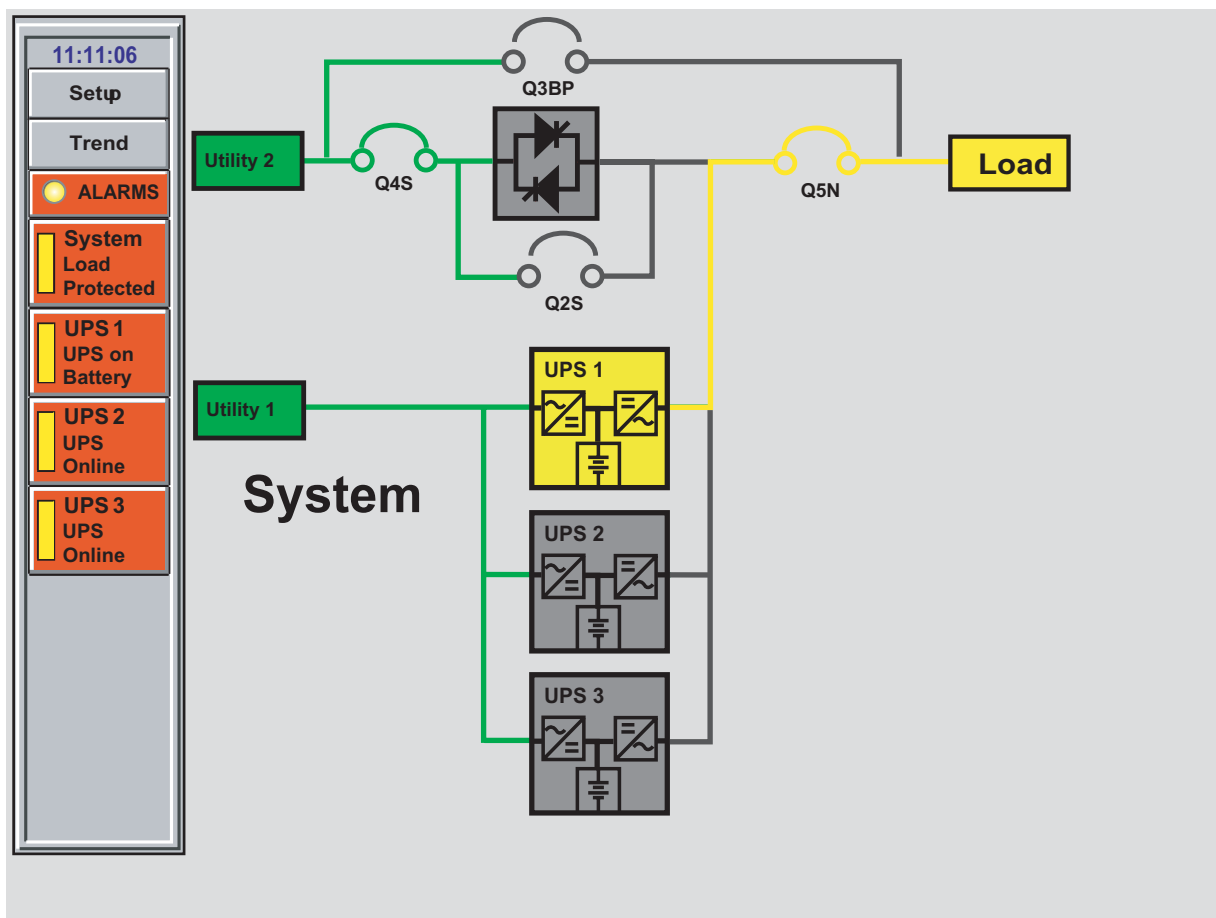 11:11:06
Setup
Trend
ALARMS
System
Load
Protected
UPS 1
UPS on
Battery
UPS 2
UPS
Online
UPS 3
UPS
Online
Q3BP
Utility 2
Q4S
Q5N
Load
Q2S
Utility 1
System
UPS 1
UPS 2
UPS 3